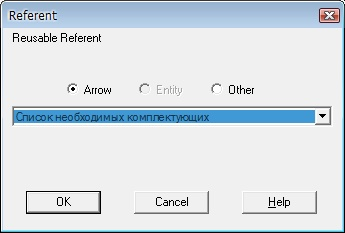 Referent
Reusable Referent
Arrow Entity Other
Список необходимых комплектующих
OK Cancel Help